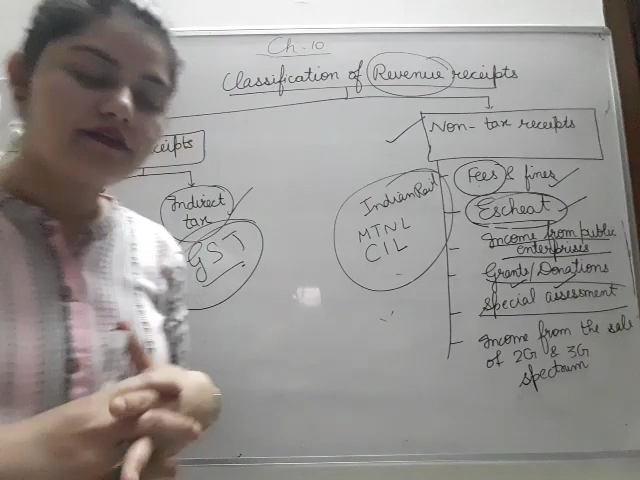 Ch-10
Classification of Revenue receipts
ceipts
Non-tax receipts
Indirect
tax
GST
Indian Rail
MTNL
CIL
Fees & fines
Escheat
Income from public
enterprises
Grants/Donations
Special assessment
Income from the sale
of 2G & 3G
spectrum